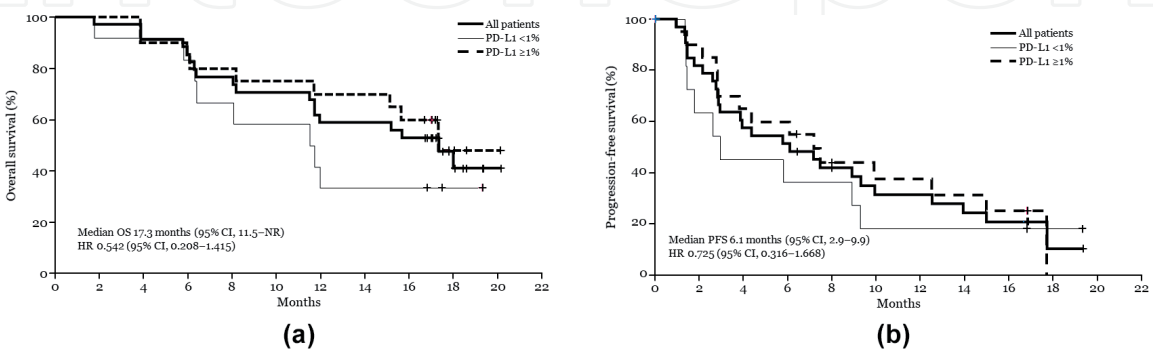 100
80
60
40
20
0
Overall survival (%)
All patients
PD-L1 <1%
PD-L1 ≥1%
Median OS 17.3 months (95% CI, 11.5–NR)
HR 0.542 (95% CI, 0.208–1.415)
0 2 4 6 8 10 12 14 16 18 20 22
Months
(a)
100
80
60
40
20
0
Progression-free survival (%)
All patients
PD-L1 <1%
PD-L1 ≥1%
Median PFS 6.1 months (95% CI, 2.9–9.9)
HR 0.725 (95% CI, 0.316–1.668)
0 2 4 6 8 10 12 14 16 18 20 22
Months
(b)